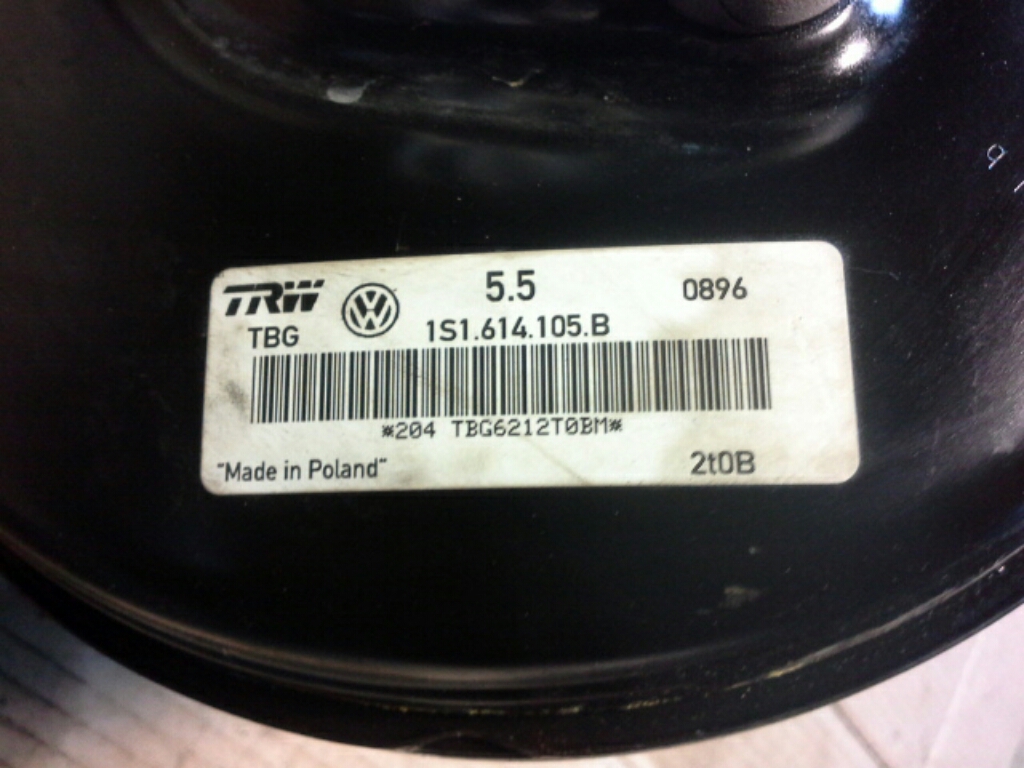 TRW 5.5 0896
TBG 1S1.614.105.B
*204 TBG6212T0BM*
"Made in Poland" 2t0B